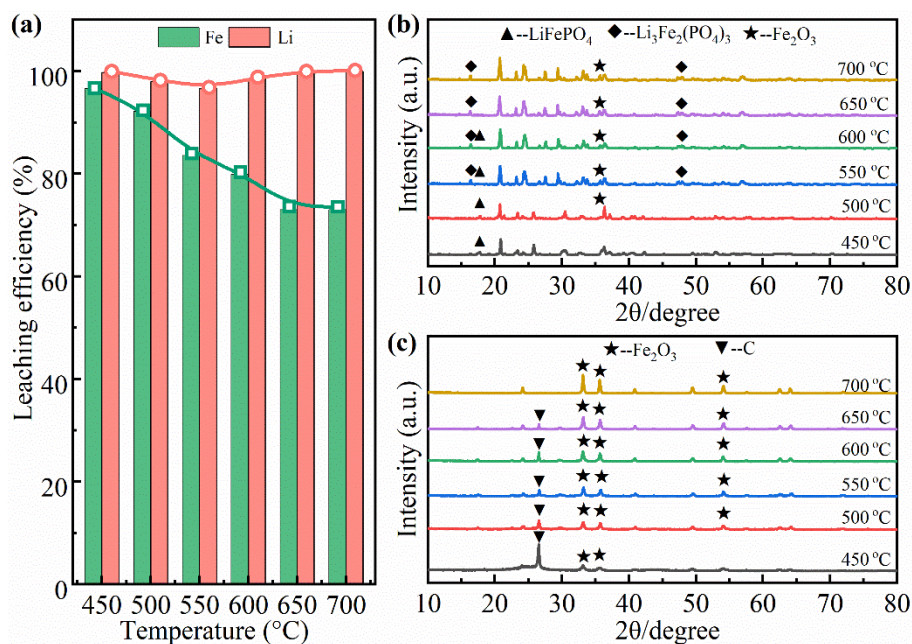 (a)
Fe Li
100
80
60
40
20
0
Leaching efficiency (%)
450 500 550 600 650 700
Temperature (°C)
(b)
▲--LiFePO₄ ◆--Li₃Fe₂(PO₄)₃ ★--Fe₂O₃
700 °C
650 °C
600 °C
550 °C
500 °C
450 °C
Intensity (a.u.)
10 20 30 40 50 60 70 80
2θ/degree
(c)
★--Fe₂O₃ ▼--C
700 °C
650 °C
600 °C
550 °C
500 °C
450 °C
Intensity (a.u.)
10 20 30 40 50 60 70 80
2θ/degree